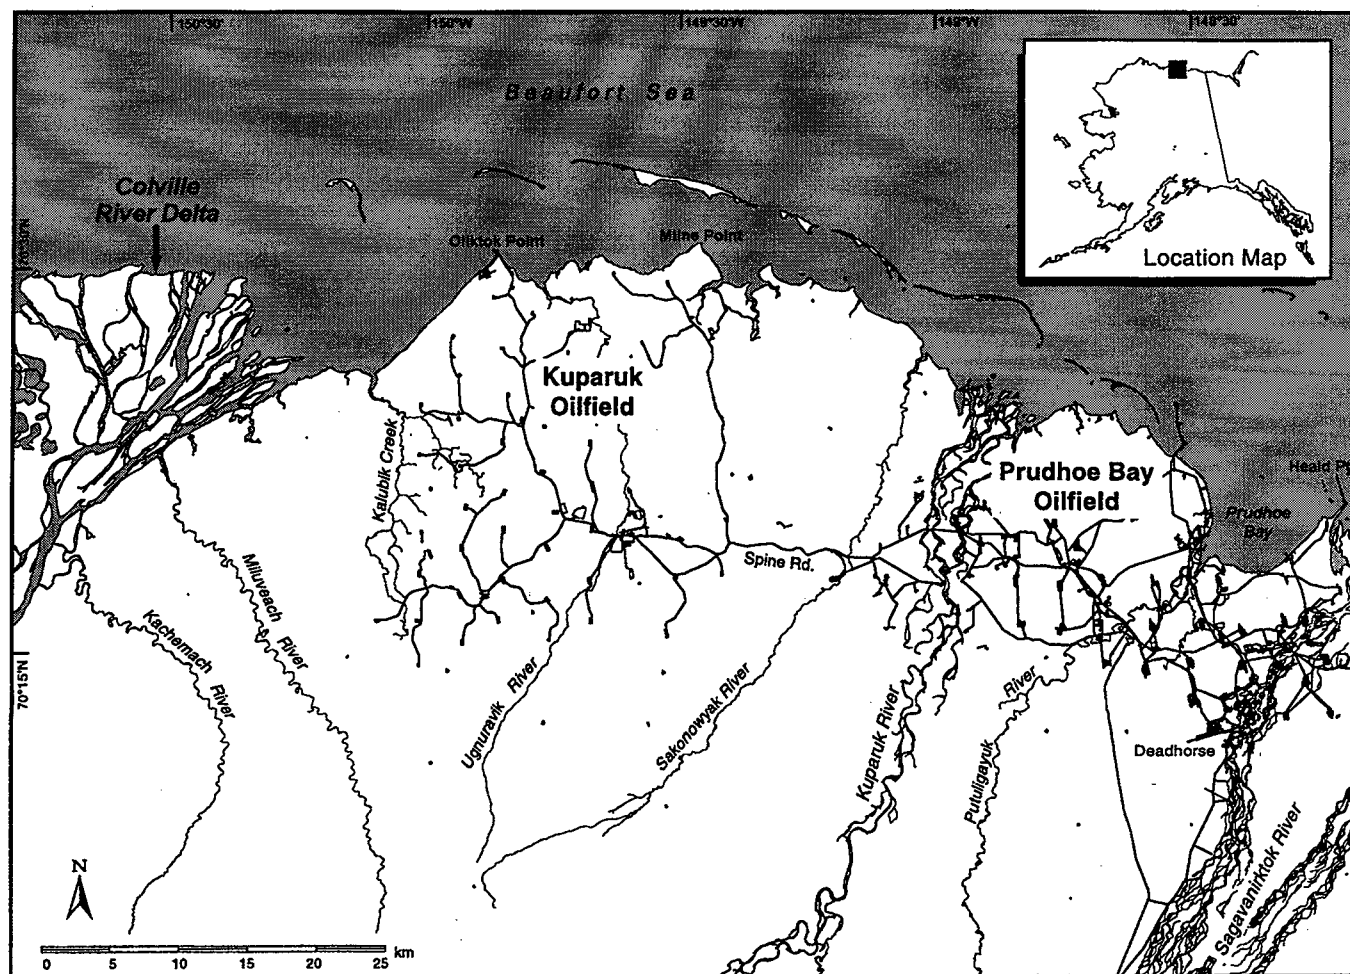 150°30'
150°W
149°30'W
149°W
148°30'
Beaufort Sea
Colville
River Delta
70°30'N
Oliktok Point
Milne Point
Location Map
Kuparuk
Oilfield
Kalubik Creek
Prudhoe Bay
Oilfield
Heald
Prudhoe
Bay
Spine Rd.
Miluveach River
Kachemach River
70°15'N
Ugnuravik River
Sakonowyak River
Kuparuk River
Putuligayuk River
Deadhorse
Sagavanirktok River
N
0 5 10 15 20 25 km